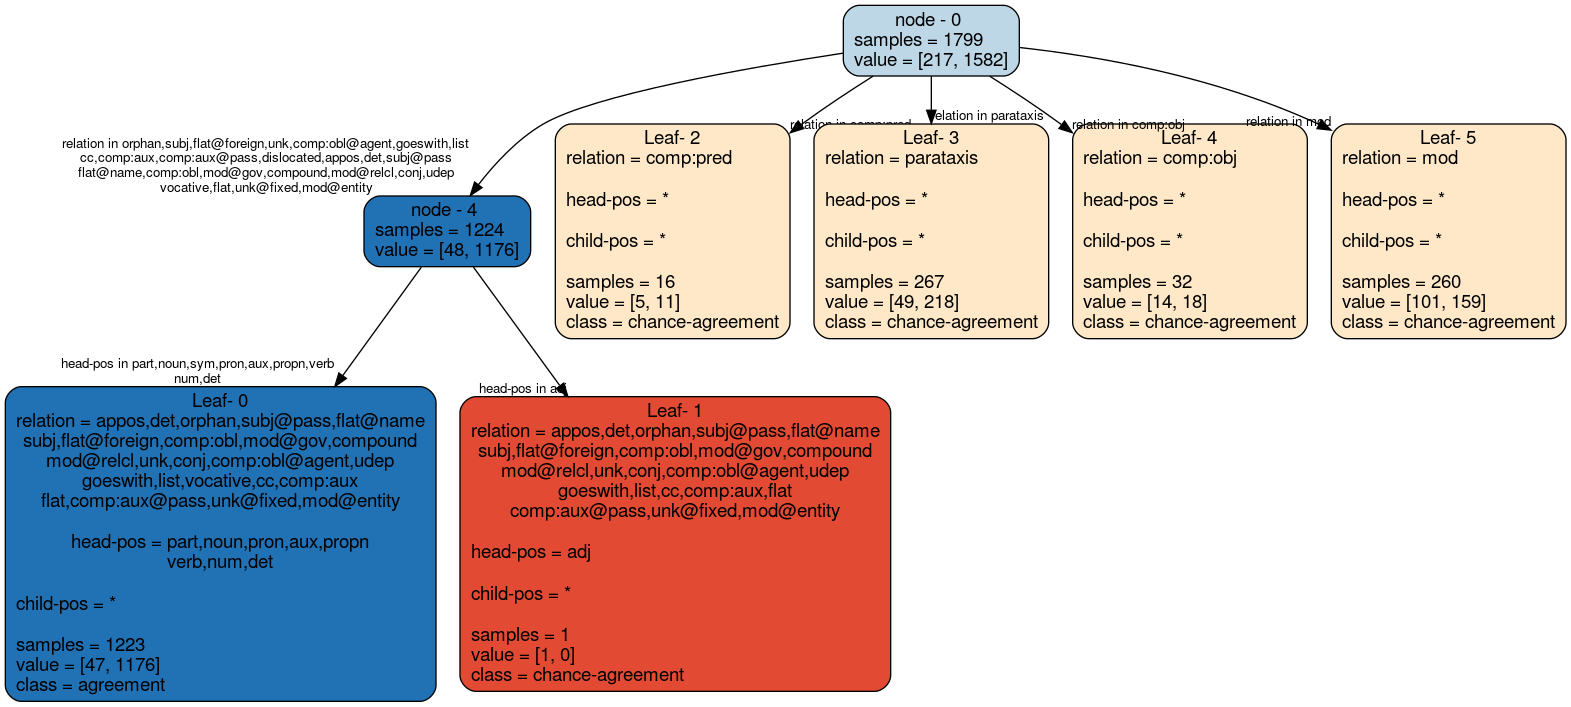 node - 0
samples = 1799
value = [217, 1582]
relation in orphan,subj,flat@foreign,unk,comp:obl@agent,goeswith,list
cc,comp:aux,comp:aux@pass,dislocated,appos,det,subj@pass
flat@name,comp:obl,mod@gov,compound,mod@relcl,conj,udep
vocative,flat,unk@fixed,mod@entity
relation in comp:pred
relation in parataxis
relation in comp:obj
relation in mod
node - 4
samples = 1224
value = [48, 1176]
Leaf- 2
relation = comp:pred
head-pos = *
child-pos = *
samples = 16
value = [5, 11]
class = chance-agreement
Leaf- 3
relation = parataxis
head-pos = *
child-pos = *
samples = 267
value = [49, 218]
class = chance-agreement
Leaf- 4
relation = comp:obj
head-pos = *
child-pos = *
samples = 32
value = [14, 18]
class = chance-agreement
Leaf- 5
relation = mod
head-pos = *
child-pos = *
samples = 260
value = [101, 159]
class = chance-agreement
head-pos in part,noun,sym,pron,aux,propn,verb
num,det
head-pos in adj
Leaf- 0
relation = appos,det,orphan,subj@pass,flat@name
subj,flat@foreign,comp:obl,mod@gov,compound
mod@relcl,unk,conj,comp:obl@agent,udep
goeswith,list,vocative,cc,comp:aux
flat,comp:aux@pass,unk@fixed,mod@entity
head-pos = part,noun,pron,aux,propn
verb,num,det
child-pos = *
samples = 1223
value = [47, 1176]
class = agreement
Leaf- 1
relation = appos,det,orphan,subj@pass,flat@name
subj,flat@foreign,comp:obl,mod@gov,compound
mod@relcl,unk,conj,comp:obl@agent,udep
goeswith,list,cc,comp:aux,flat
comp:aux@pass,unk@fixed,mod@entity
head-pos = adj
child-pos = *
samples = 1
value = [1, 0]
class = chance-agreement